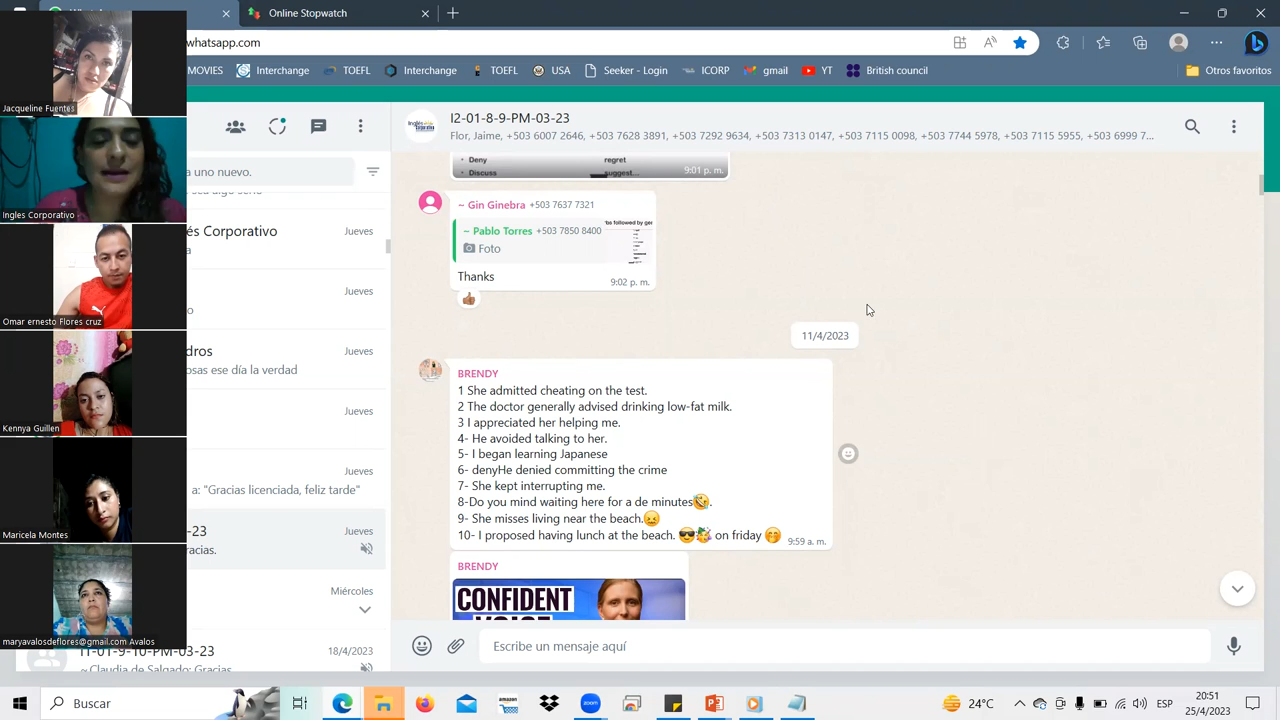 Online Stopwatch
whatsapp.com
MOVIES
Interchange
TOEFL
Interchange
TOEFL
USA
Seeker - Login
ICORP
gmail
YT
British council
Otros favoritos
Jacqueline Fuentes
Ingles Corporativo
Omar ernesto Flores cruz
Kennya Guillen
Maricela Montes
maryavalosdeflores@gmail.com Avalos
a uno nuevo.
és Corporativo
Jueves
Jueves
dros
Jueves
osas ese día la verdad
Jueves
Jueves
a: "Gracias licenciada, feliz tarde"
-23
Jueves
racias.
Miércoles
I1-01-9-10-PM-03-23
18/4/2023
~ Claudia de Salgado: Gracias
I2-01-8-9-PM-03-23
Flor, Jaime, +503 6007 2646, +503 7628 3891, +503 7292 9634, +503 7313 0147, +503 7115 0098, +503 7744 5978, +503 7115 5955, +503 6999 7...
Deny
regret
Discuss
suggest...
9:01 p. m.
~ Gin Ginebra +503 7637 7321
~ Pablo Torres +503 7850 8400
Foto
bs followed by ger
Thanks
9:02 p. m.
11/4/2023
BRENDY
1 She admitted cheating on the test.
2 The doctor generally advised drinking low-fat milk.
3 I appreciated her helping me.
4- He avoided talking to her.
5- I began learning Japanese
6- denyHe denied committing the crime
7- She kept interrupting me.
8-Do you mind waiting here for a de minutes🤣.
9- She misses living near the beach.😖
10- I proposed having lunch at the beach. 😎🥳 on friday 🤭
9:59 a. m.
BRENDY
CONFIDENT
Escribe un mensaje aquí
Buscar
24°C
ESP
20:51
25/4/2023